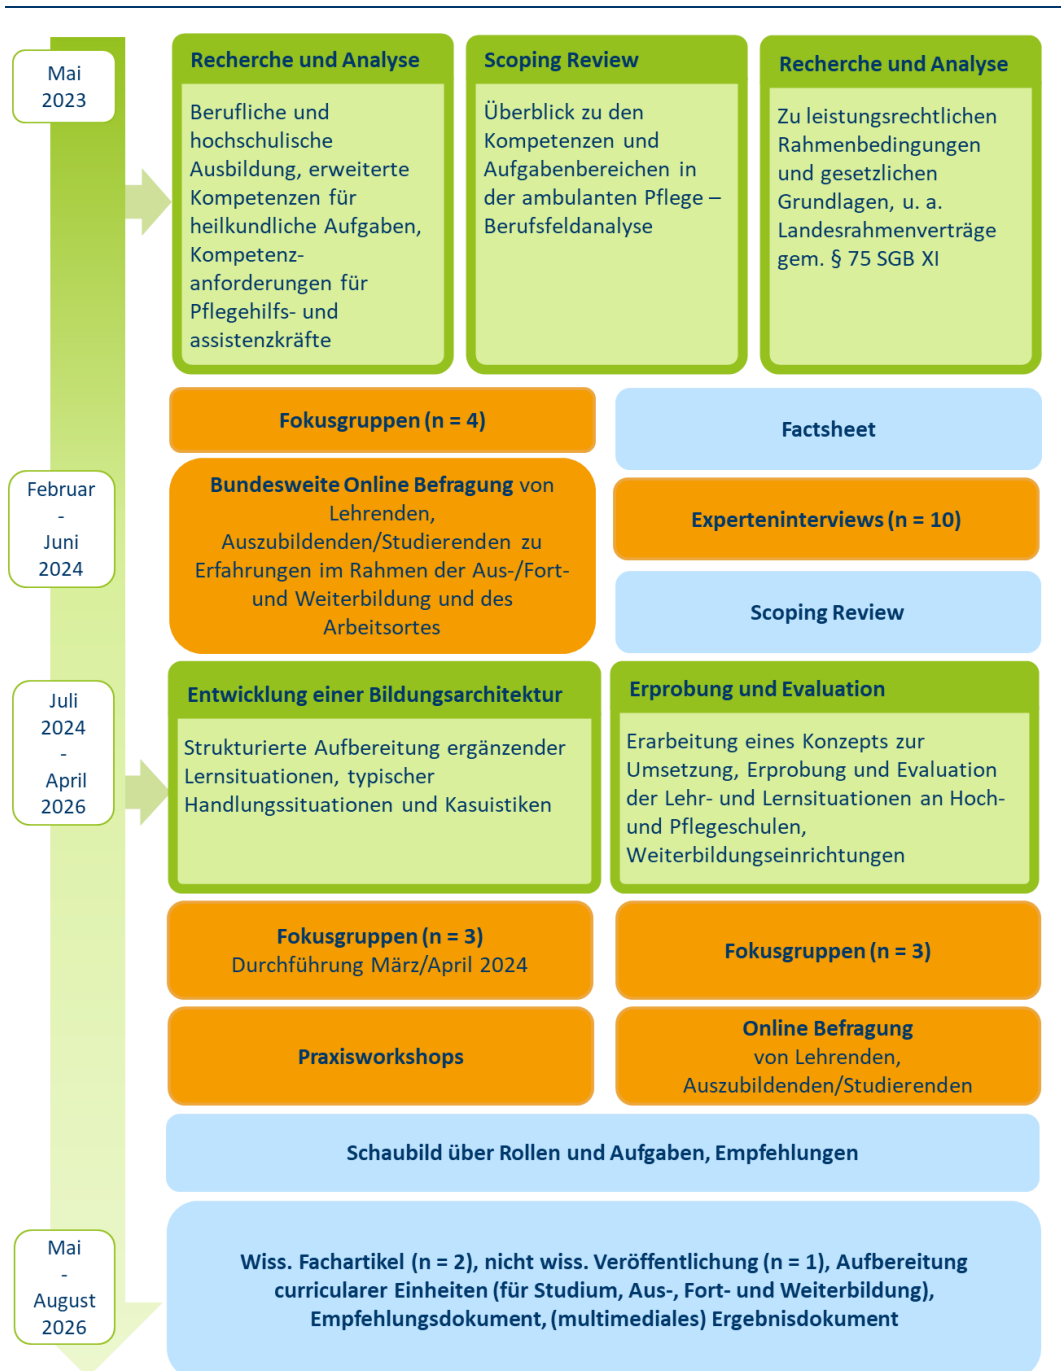 Mai
2023
Recherche und Analyse
Berufliche und
hochschulische
Ausbildung, erweiterte
Kompetenzen für
heilkundliche Aufgaben,
Kompetenz-
anforderungen für
Pflegehilfs- und
assistenzkräfte
Scoping Review
Überblick zu den
Kompetenzen und
Aufgabenbereichen in
der ambulanten Pflege –
Berufsfeldanalyse
Recherche und Analyse
Zu leistungsrechtlichen
Rahmenbedingungen
und gesetzlichen
Grundlagen, u. a.
Landesrahmenverträge
gem. § 75 SGB XI
Februar
-
Juni
2024
Fokusgruppen (n = 4)
Bundesweite Online Befragung von
Lehrenden,
Auszubildenden/Studierenden zu
Erfahrungen im Rahmen der Aus-/Fort-
und Weiterbildung und des
Arbeitsortes
Factsheet
Experteninterviews (n = 10)
Scoping Review
Juli
2024
-
April
2026
Entwicklung einer Bildungsarchitektur
Strukturierte Aufbereitung ergänzender
Lernsituationen, typischer
Handlungssituationen und Kasuistiken
Erprobung und Evaluation
Erarbeitung eines Konzepts zur
Umsetzung, Erprobung und Evaluation
der Lehr- und Lernsituationen an Hoch-
und Pflegeschulen,
Weiterbildungseinrichtungen
Fokusgruppen (n = 3)
Durchführung März/April 2024
Fokusgruppen (n = 3)
Praxisworkshops
Online Befragung
von Lehrenden,
Auszubildenden/Studierenden
Schaubild über Rollen und Aufgaben, Empfehlungen
Mai
-
August
2026
Wiss. Fachartikel (n = 2), nicht wiss. Veröffentlichung (n = 1), Aufbereitung
curricularer Einheiten (für Studium, Aus-, Fort- und Weiterbildung),
Empfehlungsdokument, (multimediales) Ergebnisdokument